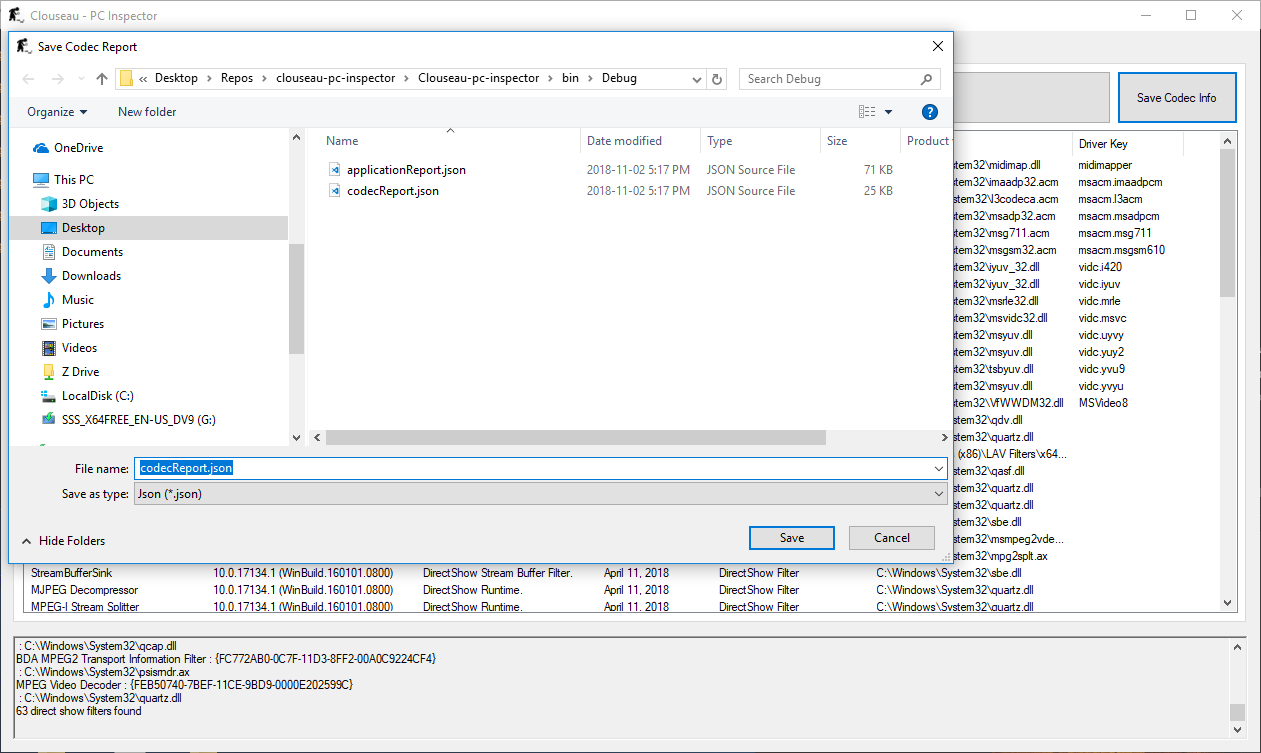 Clouseau - PC Inspector
Save Codec Report
« Desktop › Repos › clouseau-pc-inspector › Clouseau-pc-inspector › bin › Debug
Search Debug
Organize
New folder
OneDrive
This PC
3D Objects
Desktop
Documents
Downloads
Music
Pictures
Videos
Z Drive
LocalDisk (C:)
SSS_X64FREE_EN-US_DV9 (G:)
Name Date modified Type Size Product
applicationReport.json 2018-11-02 5:17 PM JSON Source File 71 KB
codecReport.json 2018-11-02 5:17 PM JSON Source File 25 KB
File name: codecReport.json
Save as type: Json (*.json)
Hide Folders
Save
Cancel
Save Codec Info
Driver Key
stem32\midimap.dll midimapper
stem32\imaadp32.acm msacm.imaadpcm
stem32\l3codeca.acm msacm.l3acm
stem32\msadp32.acm msacm.msadpcm
stem32\msg711.acm msacm.msg711
stem32\msgsm32.acm msacm.msgsm610
stem32\iyuv_32.dll vidc.i420
stem32\iyuv_32.dll vidc.iyuv
stem32\msrle32.dll vidc.mrle
stem32\msvidc32.dll vidc.msvc
stem32\msyuv.dll vidc.uyvy
stem32\msyuv.dll vidc.yuy2
stem32\tsbyuv.dll vidc.yvu9
stem32\msyuv.dll vidc.yvyu
stem32\VfWWDM32.dll MSVideo8
stem32\qdv.dll
stem32\quartz.dll
(x86)\LAV Filters\x64...
stem32\qasf.dll
stem32\quartz.dll
stem32\quartz.dll
stem32\sbe.dll
stem32\msmpeg2vde...
stem32\mpg2splt.ax
StreamBufferSink 10.0.17134.1 (WinBuild.160101.0800) DirectShow Stream Buffer Filter. April 11, 2018 DirectShow Filter C:\Windows\System32\sbe.dll
MJPEG Decompressor 10.0.17134.1 (WinBuild.160101.0800) DirectShow Runtime. April 11, 2018 DirectShow Filter C:\Windows\System32\quartz.dll
MPEG-I Stream Splitter 10.0.17134.1 (WinBuild.160101.0800) DirectShow Runtime. April 11, 2018 DirectShow Filter C:\Windows\System32\quartz.dll
: C:\Windows\System32\qcap.dll
BDA MPEG2 Transport Information Filter : {FC772AB0-0C7F-11D3-8FF2-00A0C9224CF4}
: C:\Windows\System32\psisrndr.ax
MPEG Video Decoder : {FEB50740-7BEF-11CE-9BD9-0000E202599C}
: C:\Windows\System32\quartz.dll
63 direct show filters found